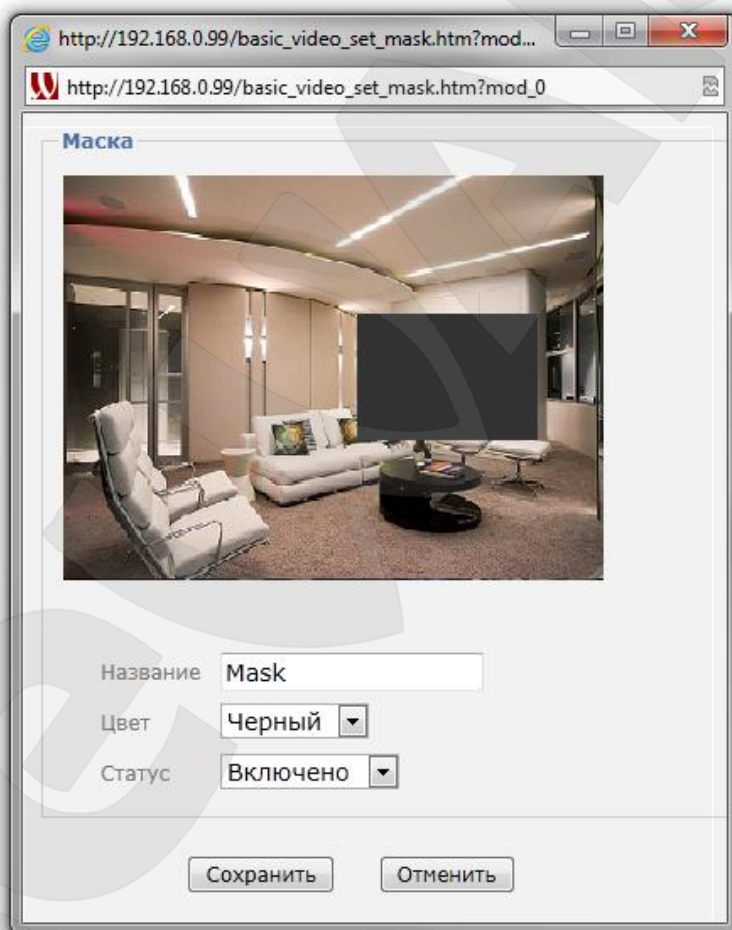 http://192.168.0.99/basic_video_set_mask.htm?mod...
http://192.168.0.99/basic_video_set_mask.htm?mod_0
Маска
Название Mask
Цвет Черный
Статус Включено
Сохранить Отменить